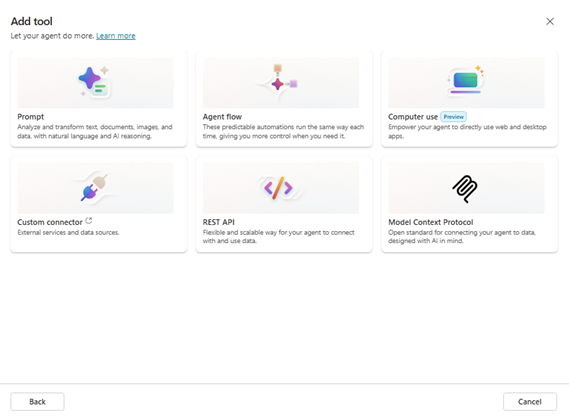 Add tool
Let your agent do more. Learn more
Prompt
Analyze and transform text, documents, images, and
data, with natural language and AI reasoning.
Agent flow
These predictable automations run the same way each
time, giving you more control when you need it.
Computer use Preview
Empower your agent to directly use web and desktop
apps.
Custom connector
External services and data sources.
REST API
Flexible and scalable way for your agent to connect
with and use data.
Model Context Protocol
Open standard for connecting your agent to data,
designed with AI in mind.
Back
Cancel